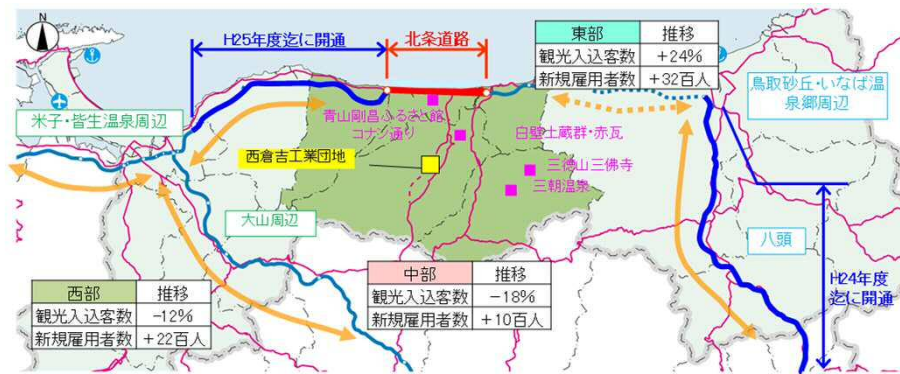 N
H25年度迄に開通
北条道路
東部 推移
観光入込客数 +24%
新規雇用者数 +32百人
鳥取砂丘・いなば温
泉郷周辺
米子・皆生温泉周辺
青山剛昌ふるさと館
コナン通り
白壁土蔵群・赤瓦
西倉吉工業団地
三徳山三佛寺
三朝温泉
大山周辺
八頭
H24年度
迄に開通
西部 推移
観光入込客数 -12%
新規雇用者数 +22百人
中部 推移
観光入込客数 -18%
新規雇用者数 +10百人